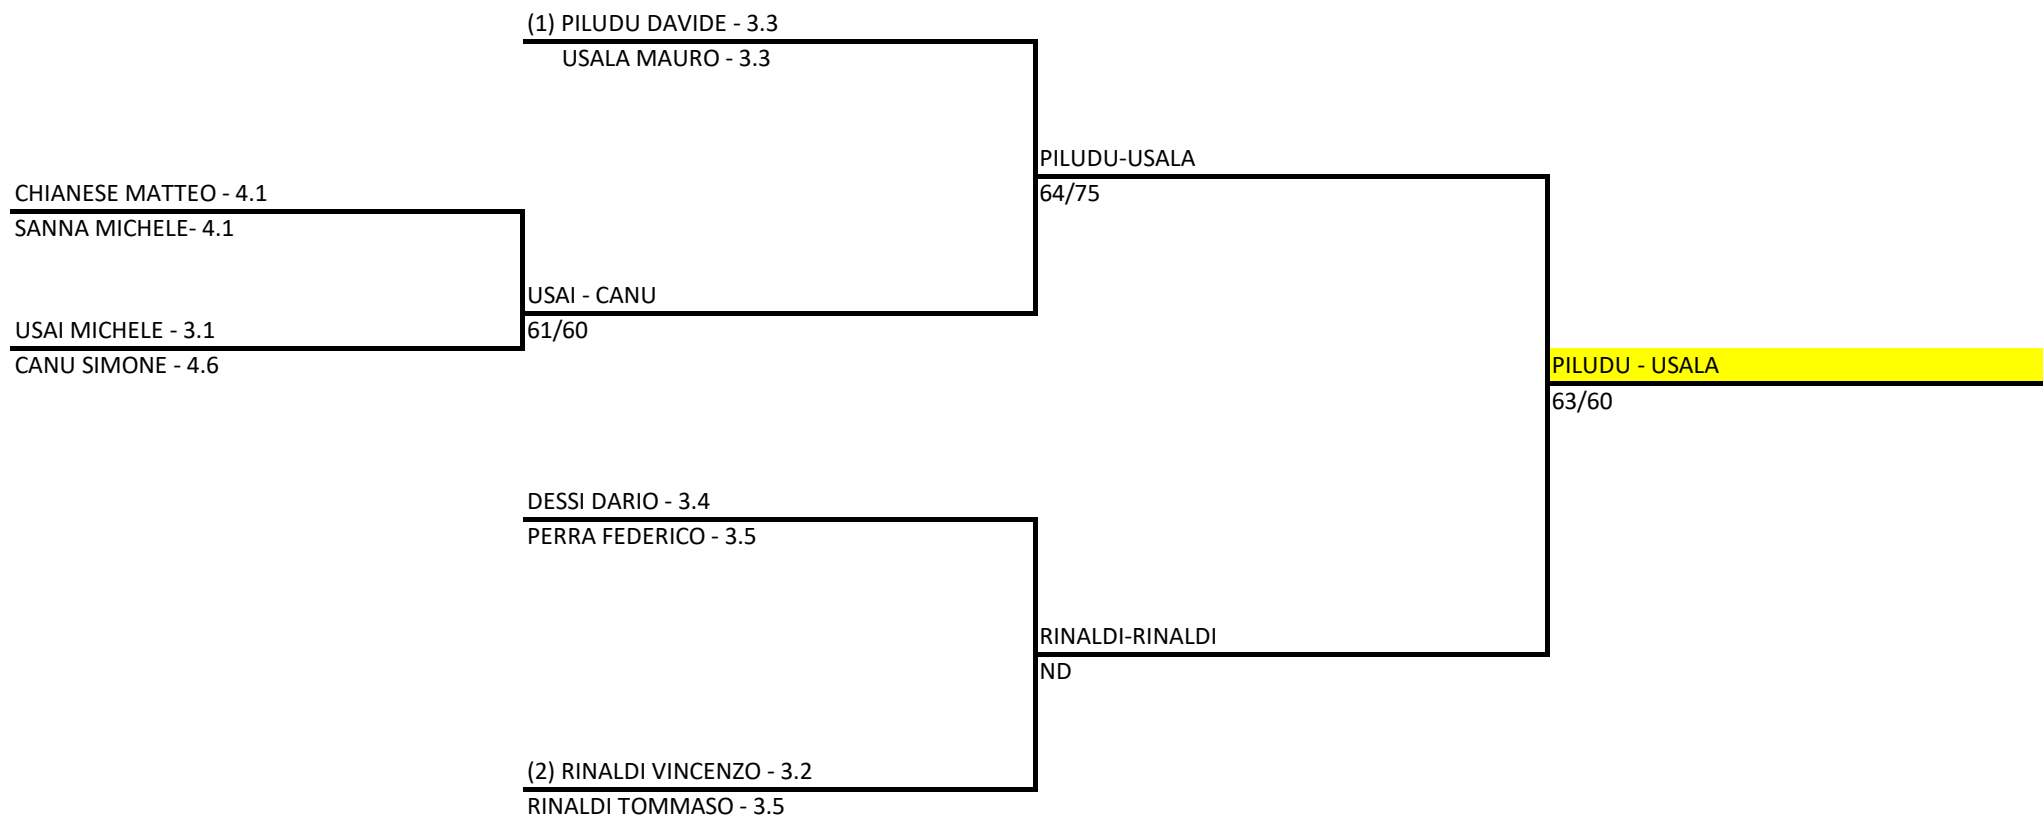 (1) PILUDU DAVIDE - 3.3
USALA MAURO - 3.3
PILUDU-USALA
64/75
CHIANESE MATTEO - 4.1
SANNA MICHELE- 4.1
USAI - CANU
61/60
USAI MICHELE - 3.1
CANU SIMONE - 4.6
PILUDU - USALA
63/60
DESSI DARIO - 3.4
PERRA FEDERICO - 3.5
RINALDI-RINALDI
ND
(2) RINALDI VINCENZO - 3.2
RINALDI TOMMASO - 3.5